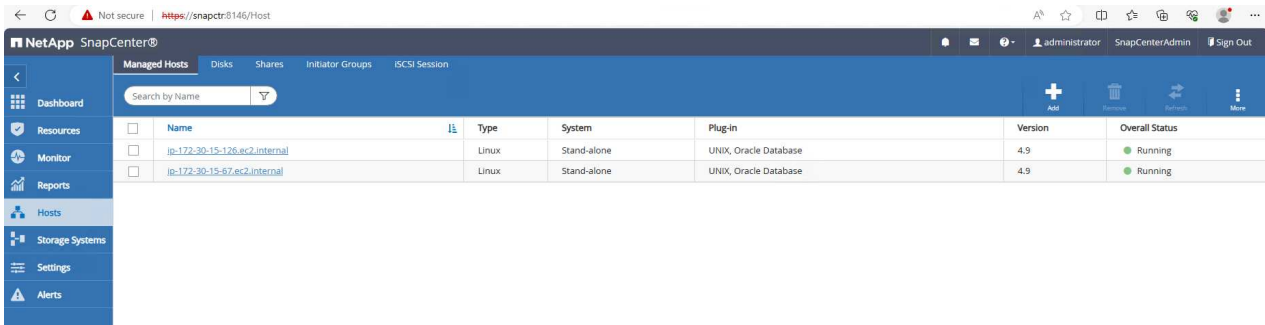 Not secure | https://snapctr:8146/Host
NetApp SnapCenter®
administrator SnapCenterAdmin Sign Out
Managed Hosts Disks Shares Initiator Groups iSCSI Session
Search by Name
Add Remove Refresh More
Dashboard
Resources
Monitor
Reports
Hosts
Storage Systems
Settings
Alerts
Name Type System Plug-in Version Overall Status
ip-172-30-15-126.ec2.internal Linux Stand-alone UNIX, Oracle Database 4.9 Running
ip-172-30-15-67.ec2.internal Linux Stand-alone UNIX, Oracle Database 4.9 Running